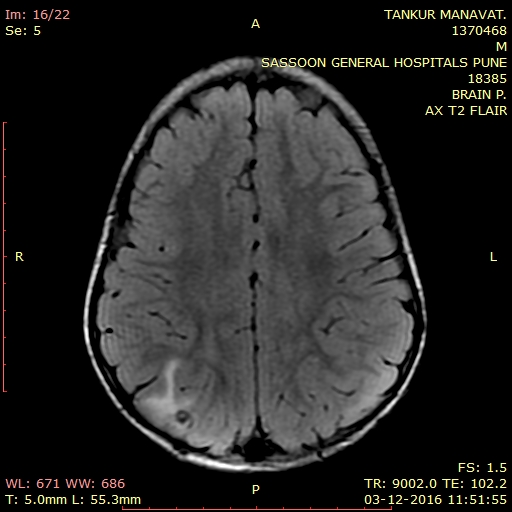 Im: 16/22
Se: 5
A
TANKUR MANAVAT.
1370468
M
SASSOON GENERAL HOSPITALS PUNE
18385
BRAIN P.
AX T2 FLAIR
R
L
WL: 671 WW: 686
T: 5.0mm L: 55.3mm
P
FS: 1.5
TR: 9002.0 TE: 102.2
03-12-2016 11:51:55